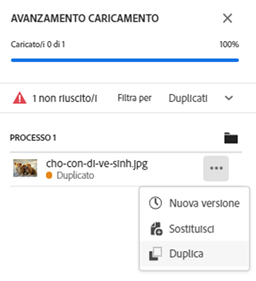 AVANZAMENTO CARICAMENTO
Caricato/i 0 di 1 100%
1 non riuscito/i Filtra per Duplicati
PROCESSO 1
cho-con-di-ve-sinh.jpg
Duplicato
Nuova versione
Sostituisci
Duplica